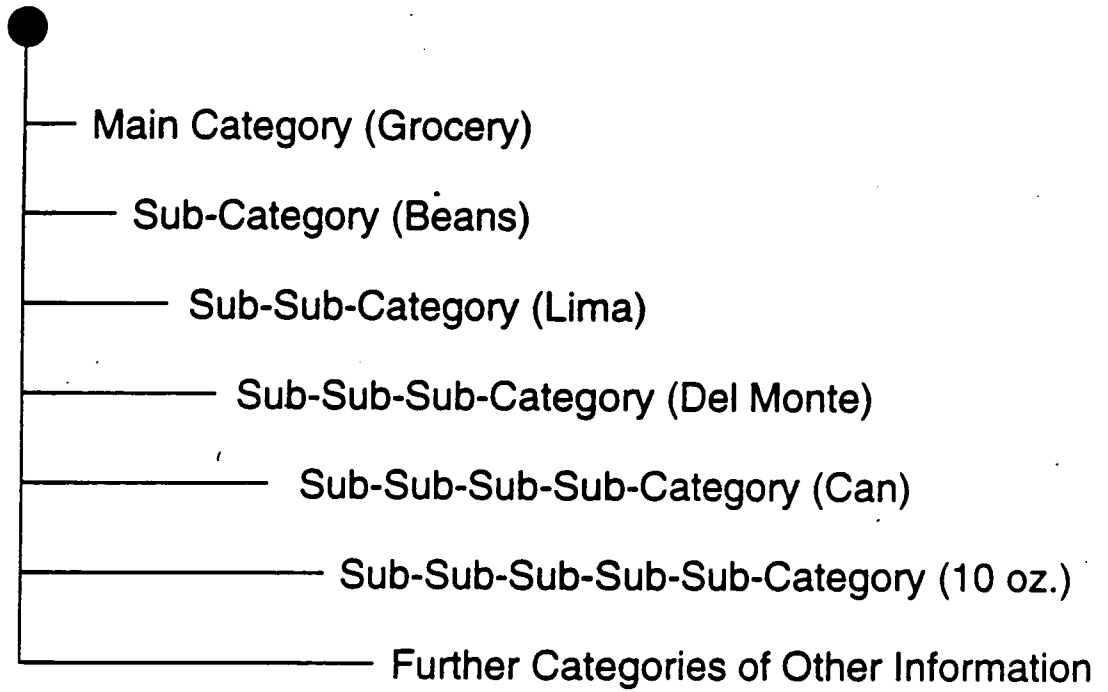 Main Category (Grocery)
Sub-Category (Beans)
Sub-Sub-Category (Lima)
Sub-Sub-Sub-Category (Del Monte)
Sub-Sub-Sub-Sub-Category (Can)
Sub-Sub-Sub-Sub-Sub-Category (10 oz.)
Further Categories of Other Information